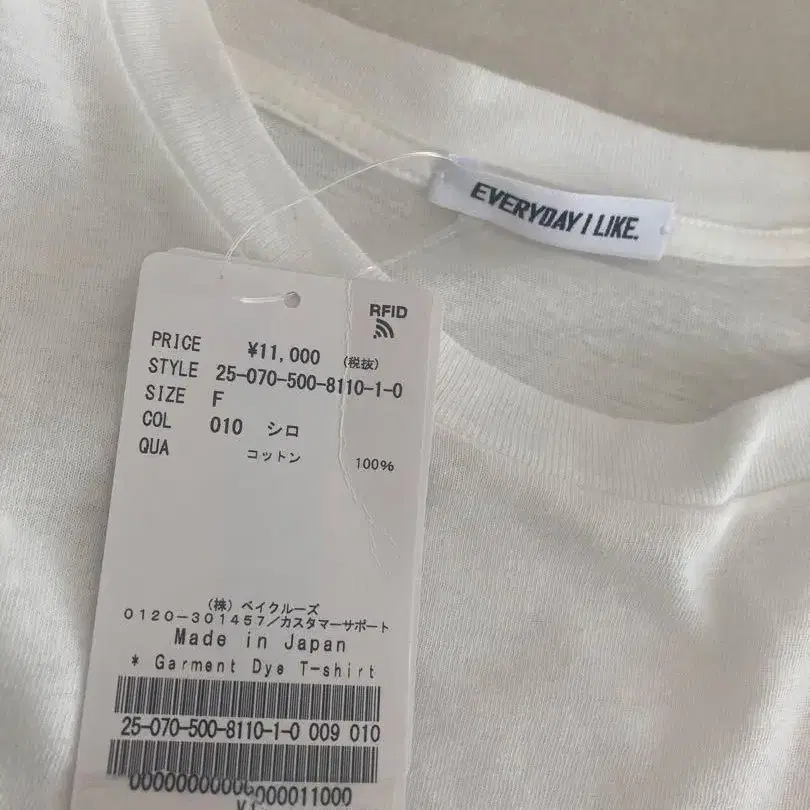 EVERYDAY I LIKE.
RFID
PRICE ¥11,000 (税抜)
STYLE 25-070-500-8110-1-0
SIZE F
COL 010 シロ
QUA コットン 100%
(株) ベイクルーズ
0120-301457/カスタマーサポート
Made in Japan
* Garment Dye T-shirt
25-070-500-8110-1-0 009 010